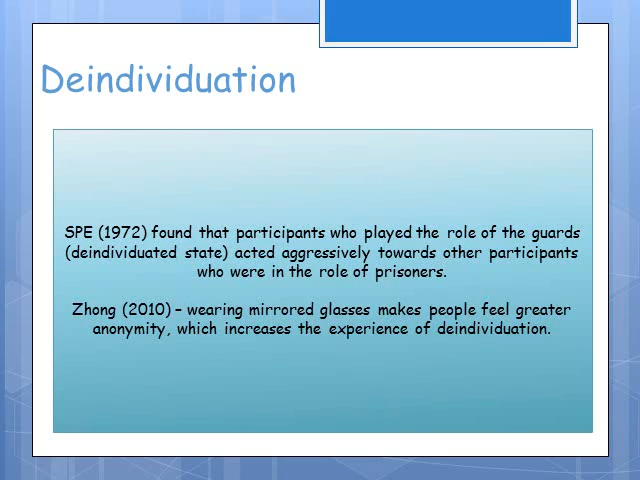 Deindividuation
SPE (1972) found that participants who played the role of the guards
(deindividuated state) acted aggressively towards other participants
who were in the role of prisoners.
Zhong (2010) – wearing mirrored glasses makes people feel greater
anonymity, which increases the experience of deindividuation.